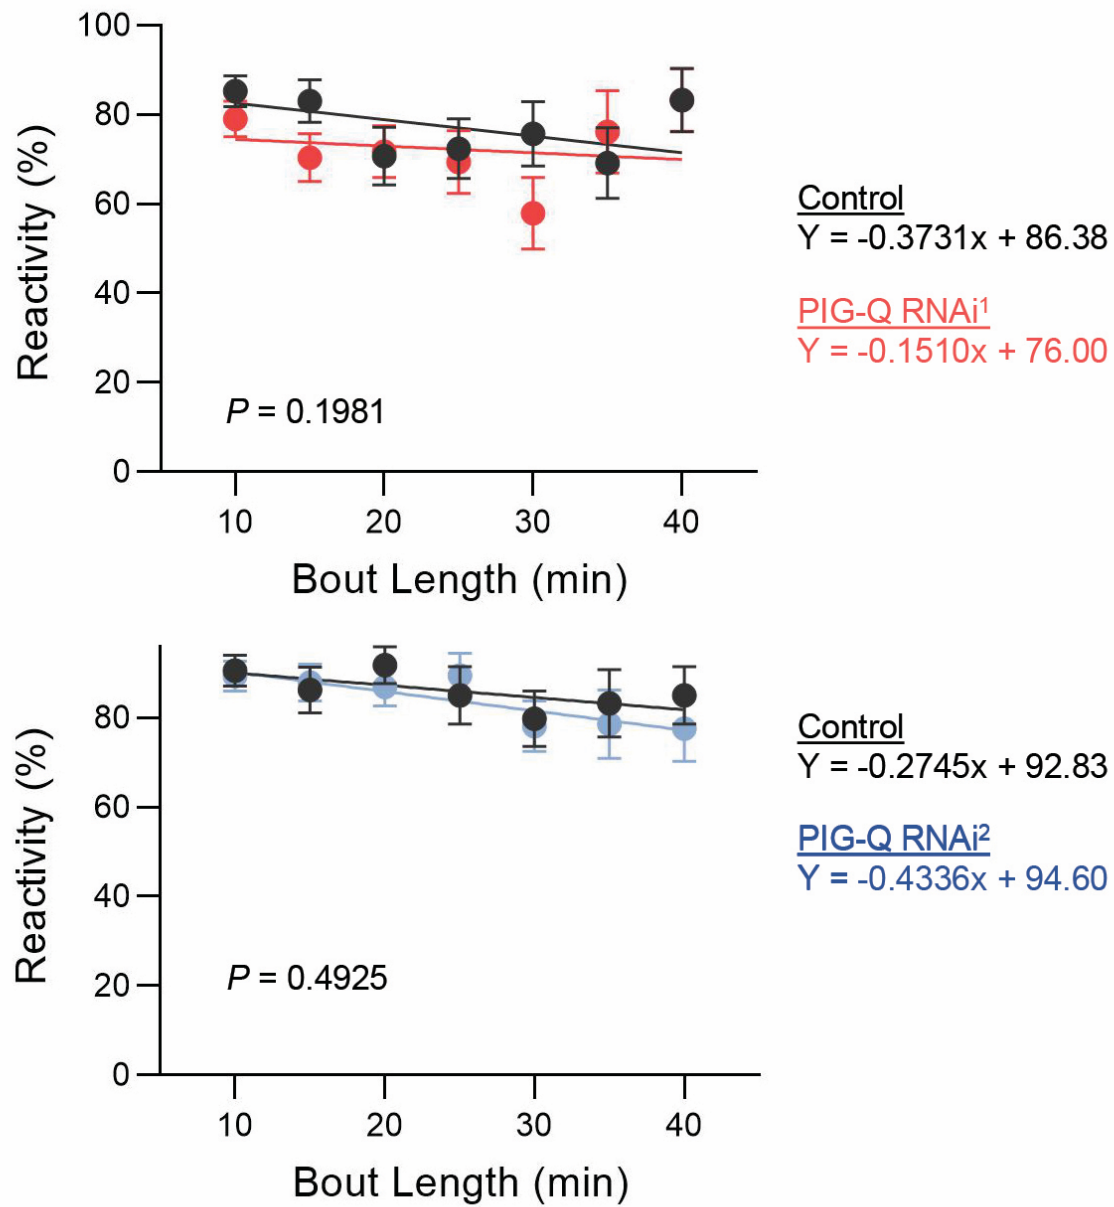 100
80
60
40
20
0
Reactivity (%)
P = 0.1981
10 20 30 40
Bout Length (min)
Control
Y = -0.3731x + 86.38
PIG-Q RNAi¹
Y = -0.1510x + 76.00
80
60
40
20
0
Reactivity (%)
P = 0.4925
10 20 30 40
Bout Length (min)
Control
Y = -0.2745x + 92.83
PIG-Q RNAi²
Y = -0.4336x + 94.60